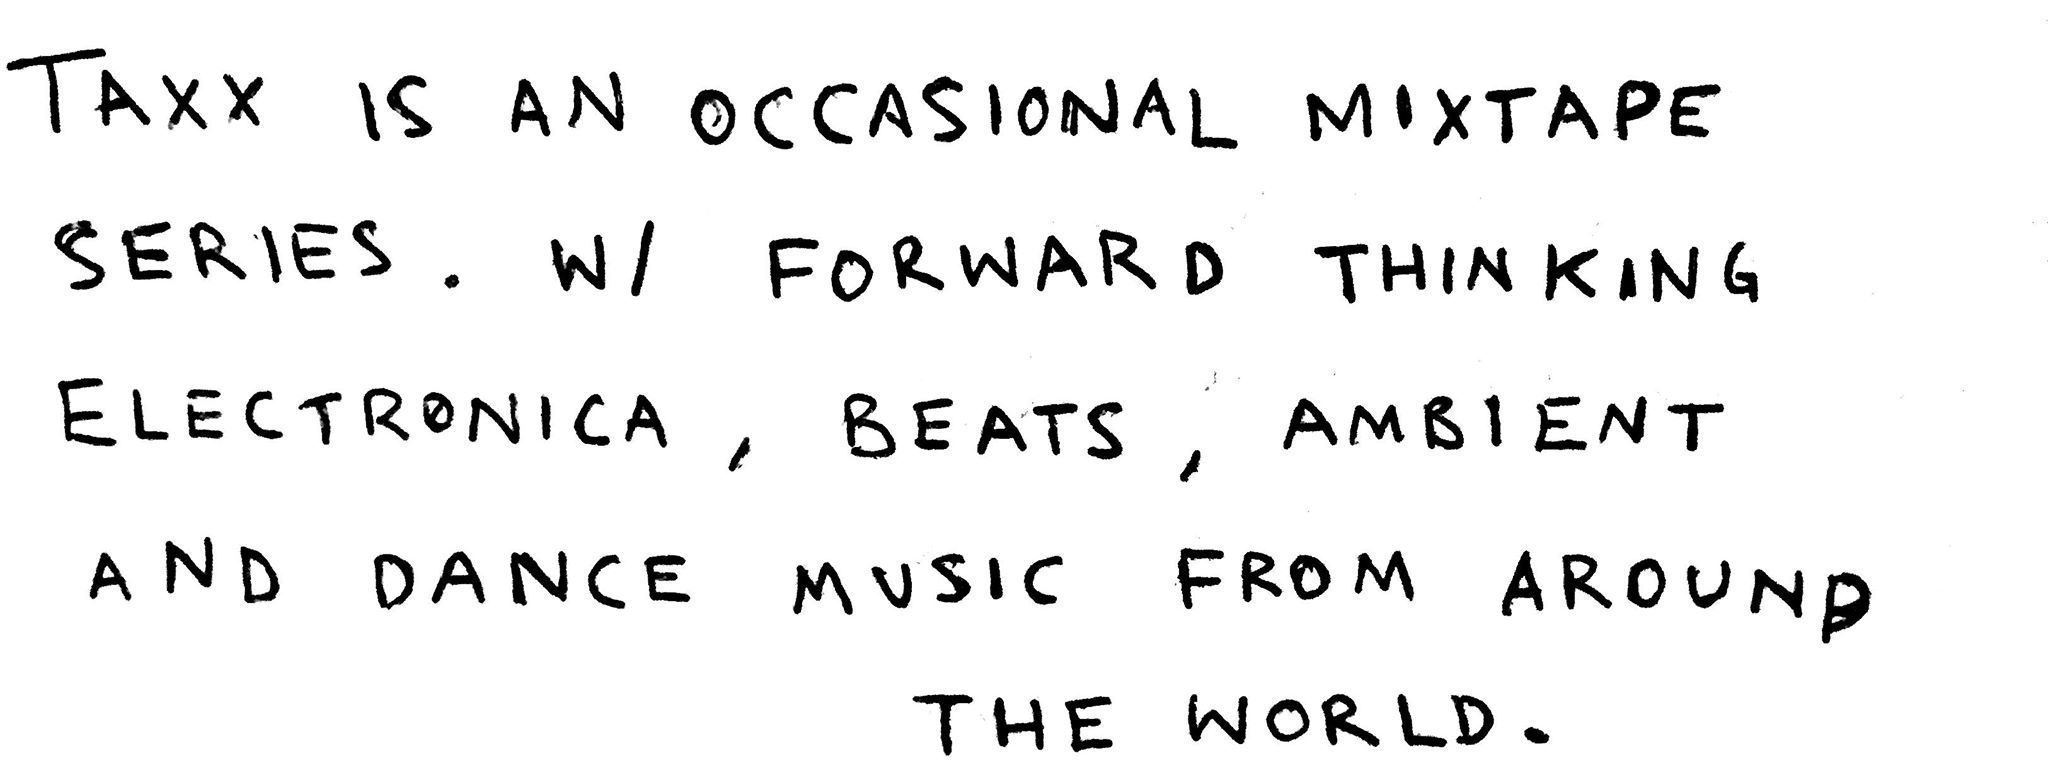 TAXX IS AN OCCASIONAL MIXTAPE
SERIES. W/ FORWARD THINKING
ELECTRONICA, BEATS, AMBIENT
AND DANCE MUSIC FROM AROUND
THE WORLD.